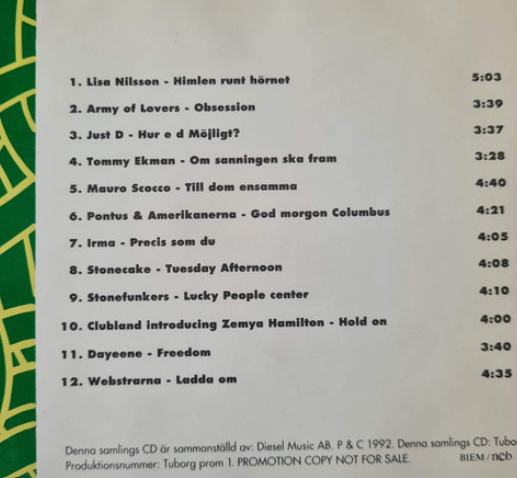 1. Lisa Nilsson - Himlen runt hörnet 5:03
2. Army of Lovers - Obsession 3:39
3. Just D - Hur e d Möjligt? 3:37
4. Tommy Ekman - Om sanningen ska fram 3:28
5. Mauro Scocco - Till dom ensamma 4:40
6. Pontus & Amerikanerna - God morgon Columbus 4:21
7. Irma - Precis som du 4:05
8. Stonecake - Tuesday Afternoon 4:08
9. Stonefunkers - Lucky People center 4:10
10. Clubland introducing Zemya Hamilton - Hold on 4:00
11. Dayeene - Freedom 3:40
12. Webstrarna - Ladda om 4:35
Denna samlings CD är sammanställd av: Diesel Music AB. P & C 1992. Denna samlings CD: Tubo
Produktionsnummer: Tuborg prom 1. PROMOTION COPY NOT FOR SALE. BIEM/ncb